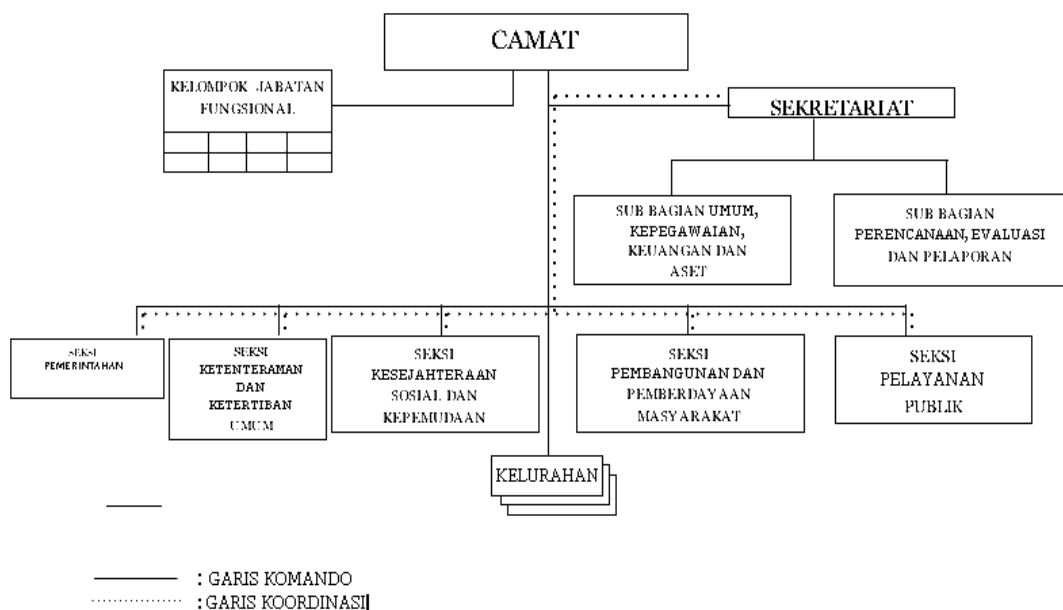 CAMAT
KELOMPOK JABATAN
FUNGSIONAL
SEKRETARIAT
SUB BAGIAN UMUM,
KEPEGAWAIAN,
KEUANGAN DAN
ASET
SUB BAGIAN
PERENCANAAN, EVALUASI
DAN PELAPORAN
SEKSI
PEMERINTAHAN
SEKSI
KETENTERAMAN
DAN
KETERTIBAN
UMUM
SEKSI
KESEJAHTERAAN
SOSIAL DAN
KEPEMUDAAN
SEKSI
PEMBANGUNAN DAN
PEMBERDAYAAN
MASYARAKAT
SEKSI
PELAYANAN
PUBLIK
KELURAHAN
: GARIS KOMANDO
: GARIS KOORDINASI